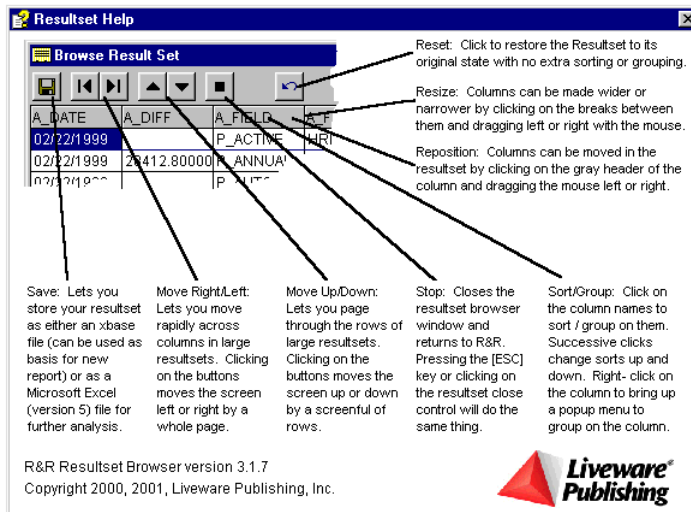 Resultset Help
Browse Result Set
Reset: Click to restore the Resultset to its
original state with no extra sorting or grouping.
Resize: Columns can be made wider or
narrower by clicking on the breaks between
them and dragging left or right with the mouse.
Reposition: Columns can be moved in the
resultset by clicking on the gray header of the
column and dragging the mouse left or right.
A_DATE A_DIFF A_FIELD
02/22/1999 P_ACTIVE
02/22/1999 28412.80000 P_ANNUA
Save: Lets you
store your resultset
as either an xbase
file (can be used as
basis for new
report) or as a
Microsoft Excel
(version 5) file for
further analysis.
Move Right/Left:
Lets you move
rapidly across
columns in large
resultsets. Clicking
on the buttons
moves the screen
left or right by a
whole page.
Move Up/Down:
Lets you page
through the rows of
large resultsets.
Clicking on the
buttons moves the
screen up or down
by a screenful of
rows.
Stop: Closes the
resultset browser
window and
returns to R&R.
Pressing the [ESC]
key or clicking on
the resultset close
control will do the
same thing.
Sort/Group: Click on
the column names to
sort / group on them.
Successive clicks
change sorts up and
down. Right- click on
the column to bring up
a popup menu to
group on the column.
R&R Resultset Browser version 3.1.7
Copyright 2000, 2001, Liveware Publishing, Inc.
Liveware®
Publishing